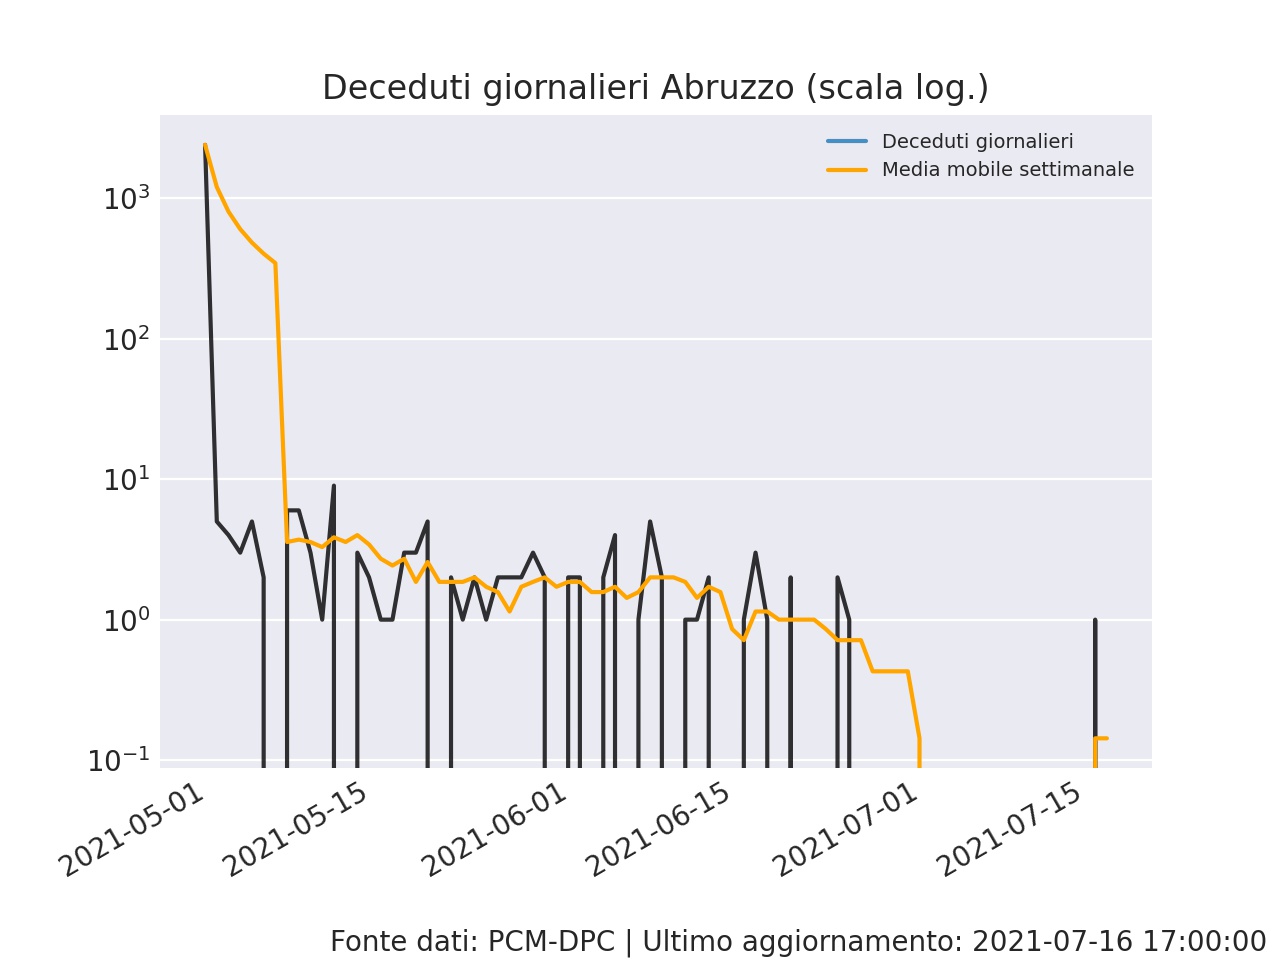 Deceduti giornalieri Abruzzo (scala log.)
Deceduti giornalieri
Media mobile settimanale
10³
10²
10¹
10⁰
10⁻¹
2021-05-01
2021-05-15
2021-06-01
2021-06-15
2021-07-01
2021-07-15
Fonte dati: PCM-DPC | Ultimo aggiornamento: 2021-07-16 17:00:00